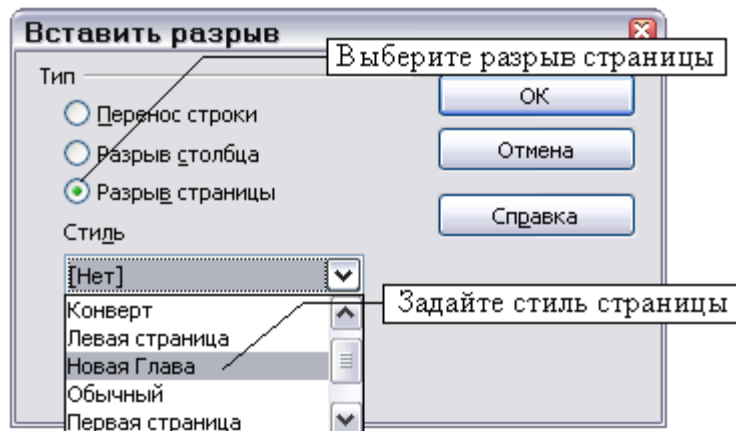 Вставить разрыв
Выберите разрыв страницы
Тип
Перенос строки
Разрыв столбца
Разрыв страницы
Стиль
[Нет]
Конверт
Левая страница
Новая Глава
Обычный
Первая страница
OK
Отмена
Справка
Задайте стиль страницы